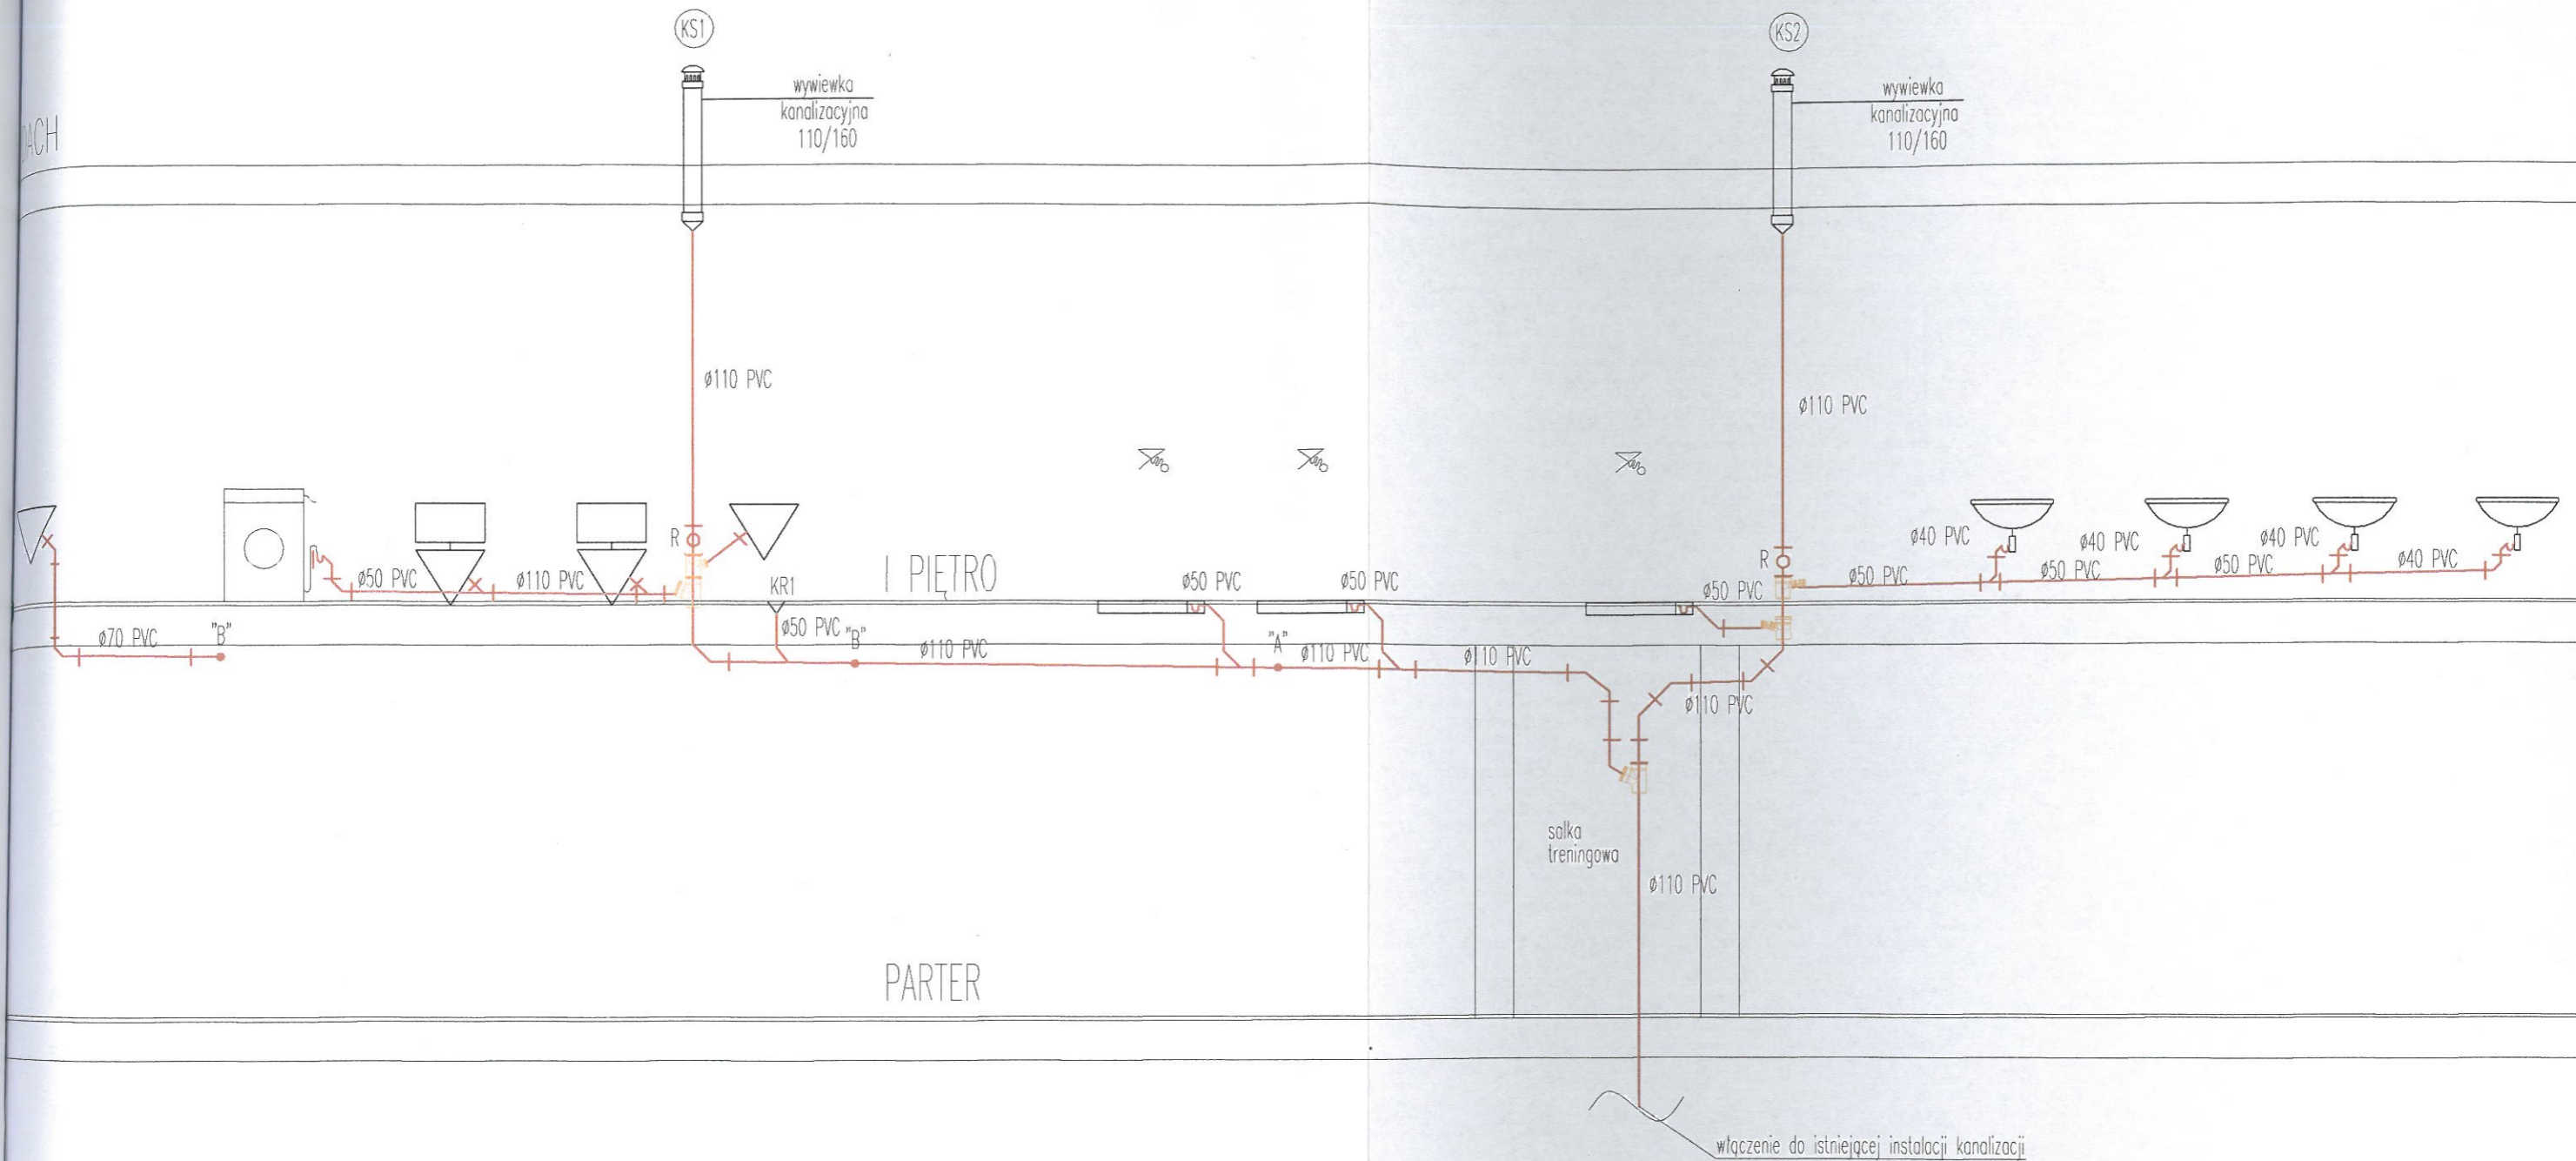 KS1
KS2
wywiewka
kanalizacyjna
110/160
wywiewka
kanalizacyjna
110/160
DACH
ø110 PVC
ø110 PVC
R
R
I PIĘTRO
ø50 PVC
ø110 PVC
KR1
ø50 PVC
ø50 PVC
ø50 PVC
ø50 PVC
ø40 PVC
ø50 PVC
ø40 PVC
ø50 PVC
ø40 PVC
ø40 PVC
ø70 PVC
"B"
ø50 PVC
"B"
ø110 PVC
"A"
ø110 PVC
ø110 PVC
ø110 PVC
salka
treningowa
ø110 PVC
PARTER
włączenie do istniejącej instalacji kanalizacji